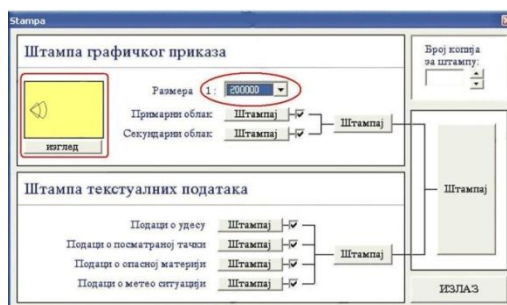 Stampa
Штампа графичког приказа
Размера 1: 200000
Примарни облак Штампај
Секундарни облак Штампај
Штампај
изглед
Број копија
за штампу:
Штампа текстуалних података
Подаци о удесу Штампај
Подаци о посматраној тачки Штампај
Подаци о опасној материји Штампај
Подаци о метео ситуацији Штампај
Штампај
Штампај
ИЗЛАЗ